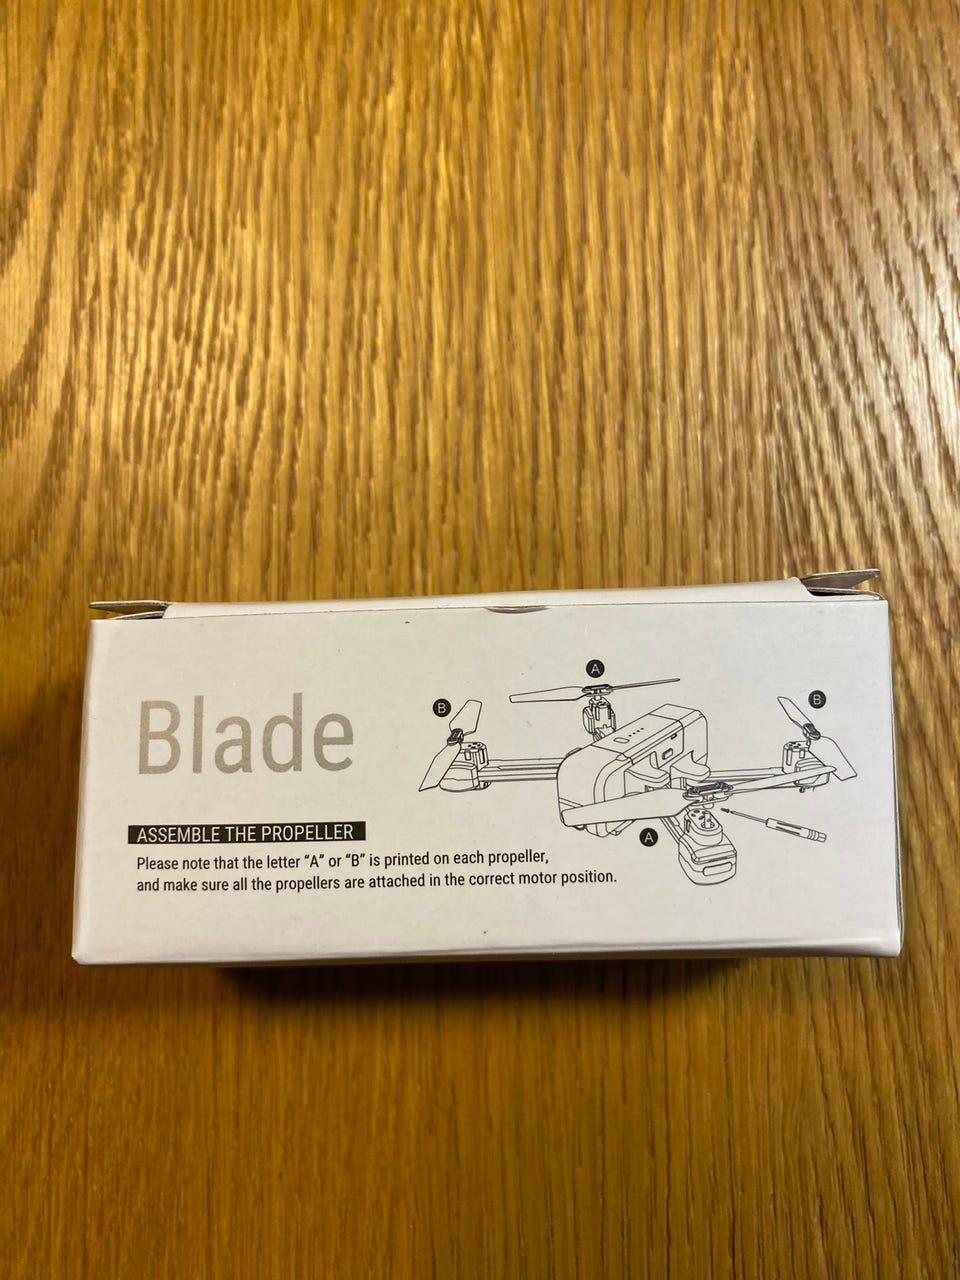 Blade
A
B
B
A
ASSEMBLE THE PROPELLER
Please note that the letter “A” or “B” is printed on each propeller,
and make sure all the propellers are attached in the correct motor position.